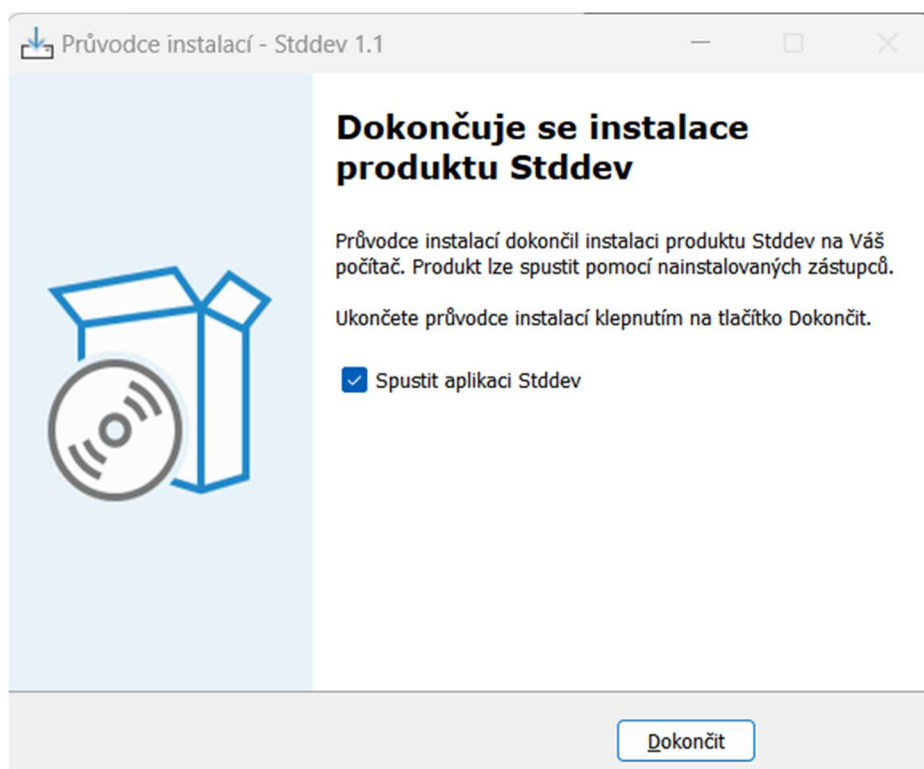 Průvodce instalací - Stddev 1.1
Dokončuje se instalace
produktu Stddev
Průvodce instalací dokončil instalaci produktu Stddev na Váš
počítač. Produkt lze spustit pomocí nainstalovaných zástupců.
Ukončete průvodce instalací klepnutím na tlačítko Dokončit.
Spustit aplikaci Stddev
Dokončit